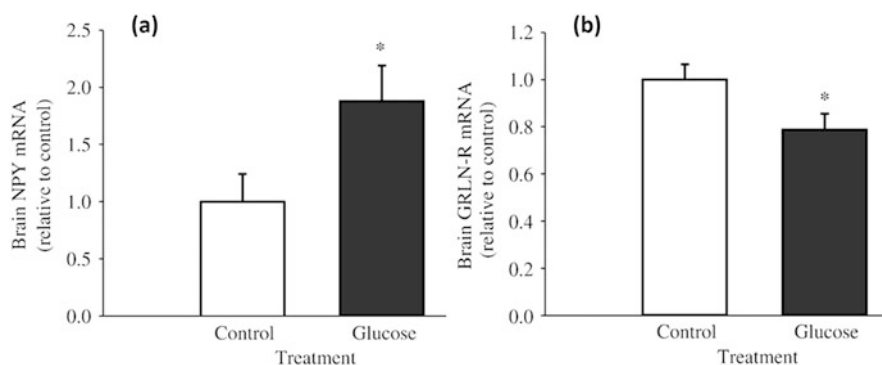 (a)
Brain NPY mRNA
(relative to control)
2.5
2.0
1.5
1.0
0.5
0.0
*
Control Glucose
Treatment
(b)
Brain GRLN-R mRNA
(relative to control)
1.2
1.0
0.8
0.6
0.4
0.2
0.0
*
Control Glucose
Treatment